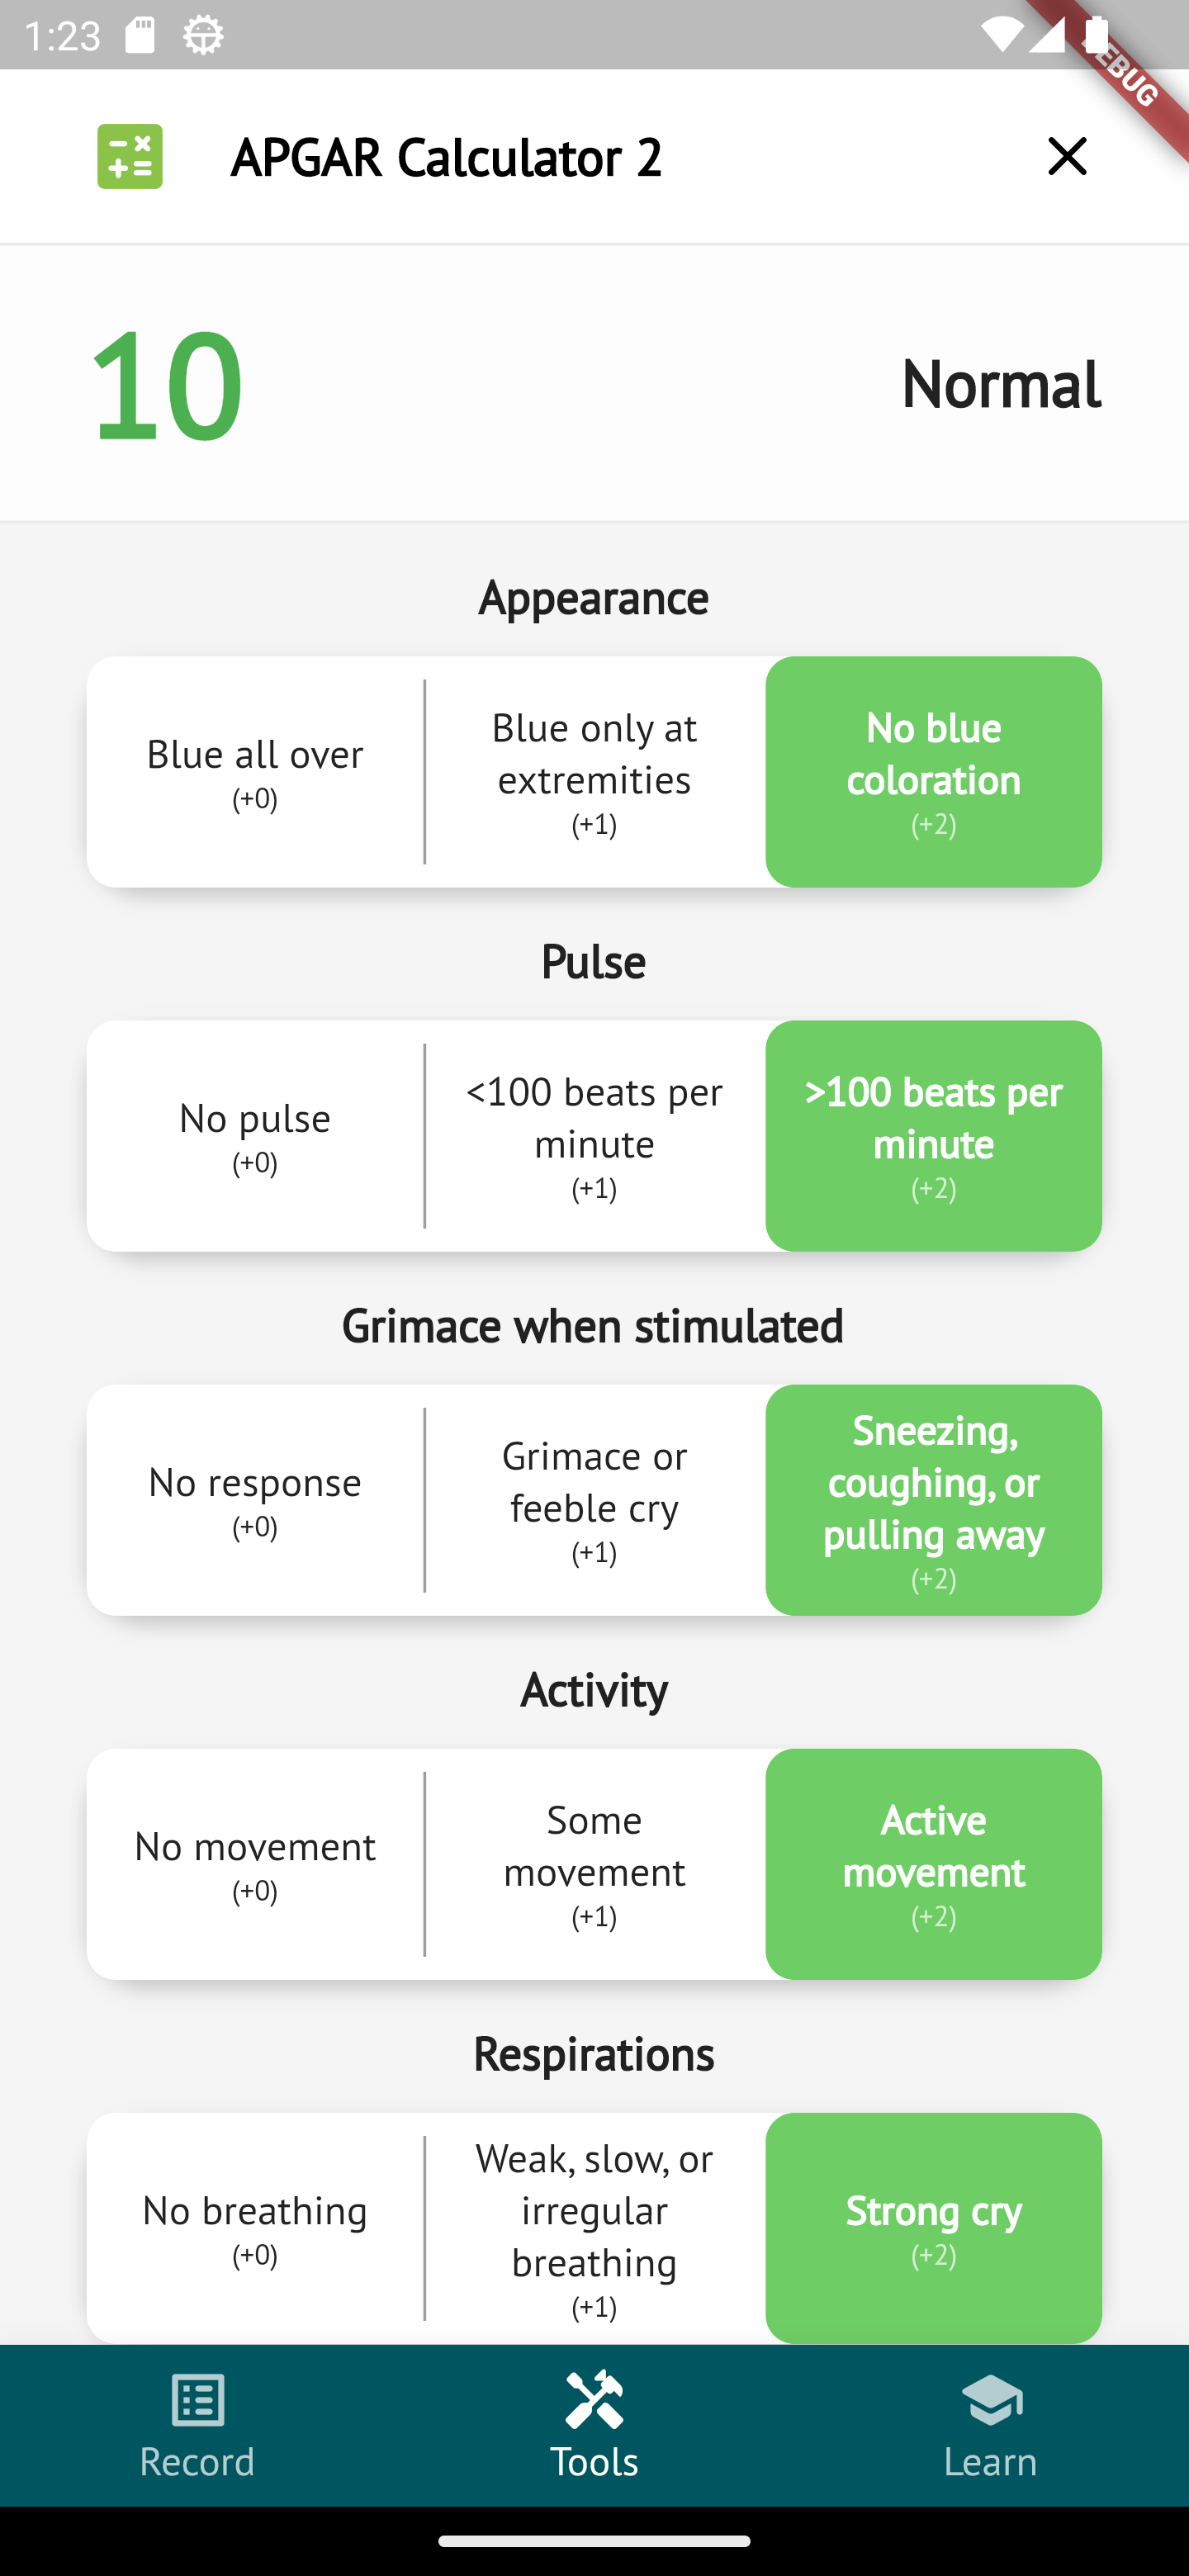 1:23
DEBUG
APGAR Calculator 2
10
Normal
Appearance
Blue all over
(+0)
Blue only at
extremities
(+1)
No blue
coloration
(+2)
Pulse
No pulse
(+0)
<100 beats per
minute
(+1)
>100 beats per
minute
(+2)
Grimace when stimulated
No response
(+0)
Grimace or
feeble cry
(+1)
Sneezing,
coughing, or
pulling away
(+2)
Activity
No movement
(+0)
Some
movement
(+1)
Active
movement
(+2)
Respirations
No breathing
(+0)
Weak, slow, or
irregular
breathing
(+1)
Strong cry
(+2)
Record
Tools
Learn